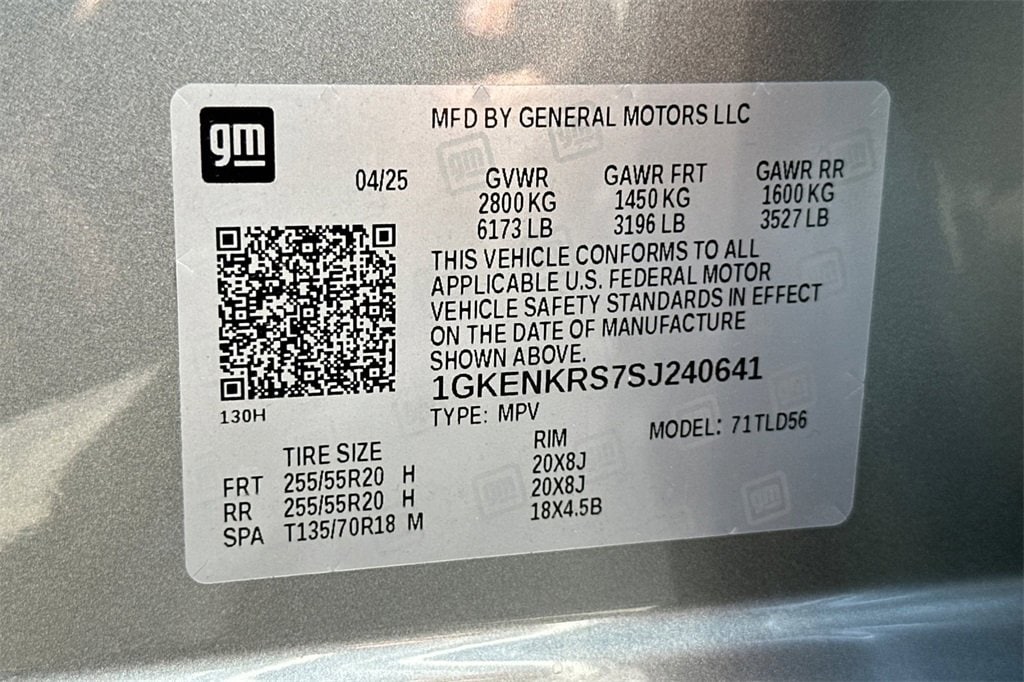 gm
MFD BY GENERAL MOTORS LLC
04/25
GVWR GAWR FRT GAWR RR
2800 KG 1450 KG 1600 KG
6173 LB 3196 LB 3527 LB
THIS VEHICLE CONFORMS TO ALL
APPLICABLE U.S. FEDERAL MOTOR
VEHICLE SAFETY STANDARDS IN EFFECT
ON THE DATE OF MANUFACTURE
SHOWN ABOVE.
1GKENKRS7SJ240641
130H
TYPE: MPV
MODEL: 71TLD56
TIRE SIZE RIM
FRT 255/55R20 H 20X8J
RR 255/55R20 H 20X8J
SPA T135/70R18 M 18X4.5B